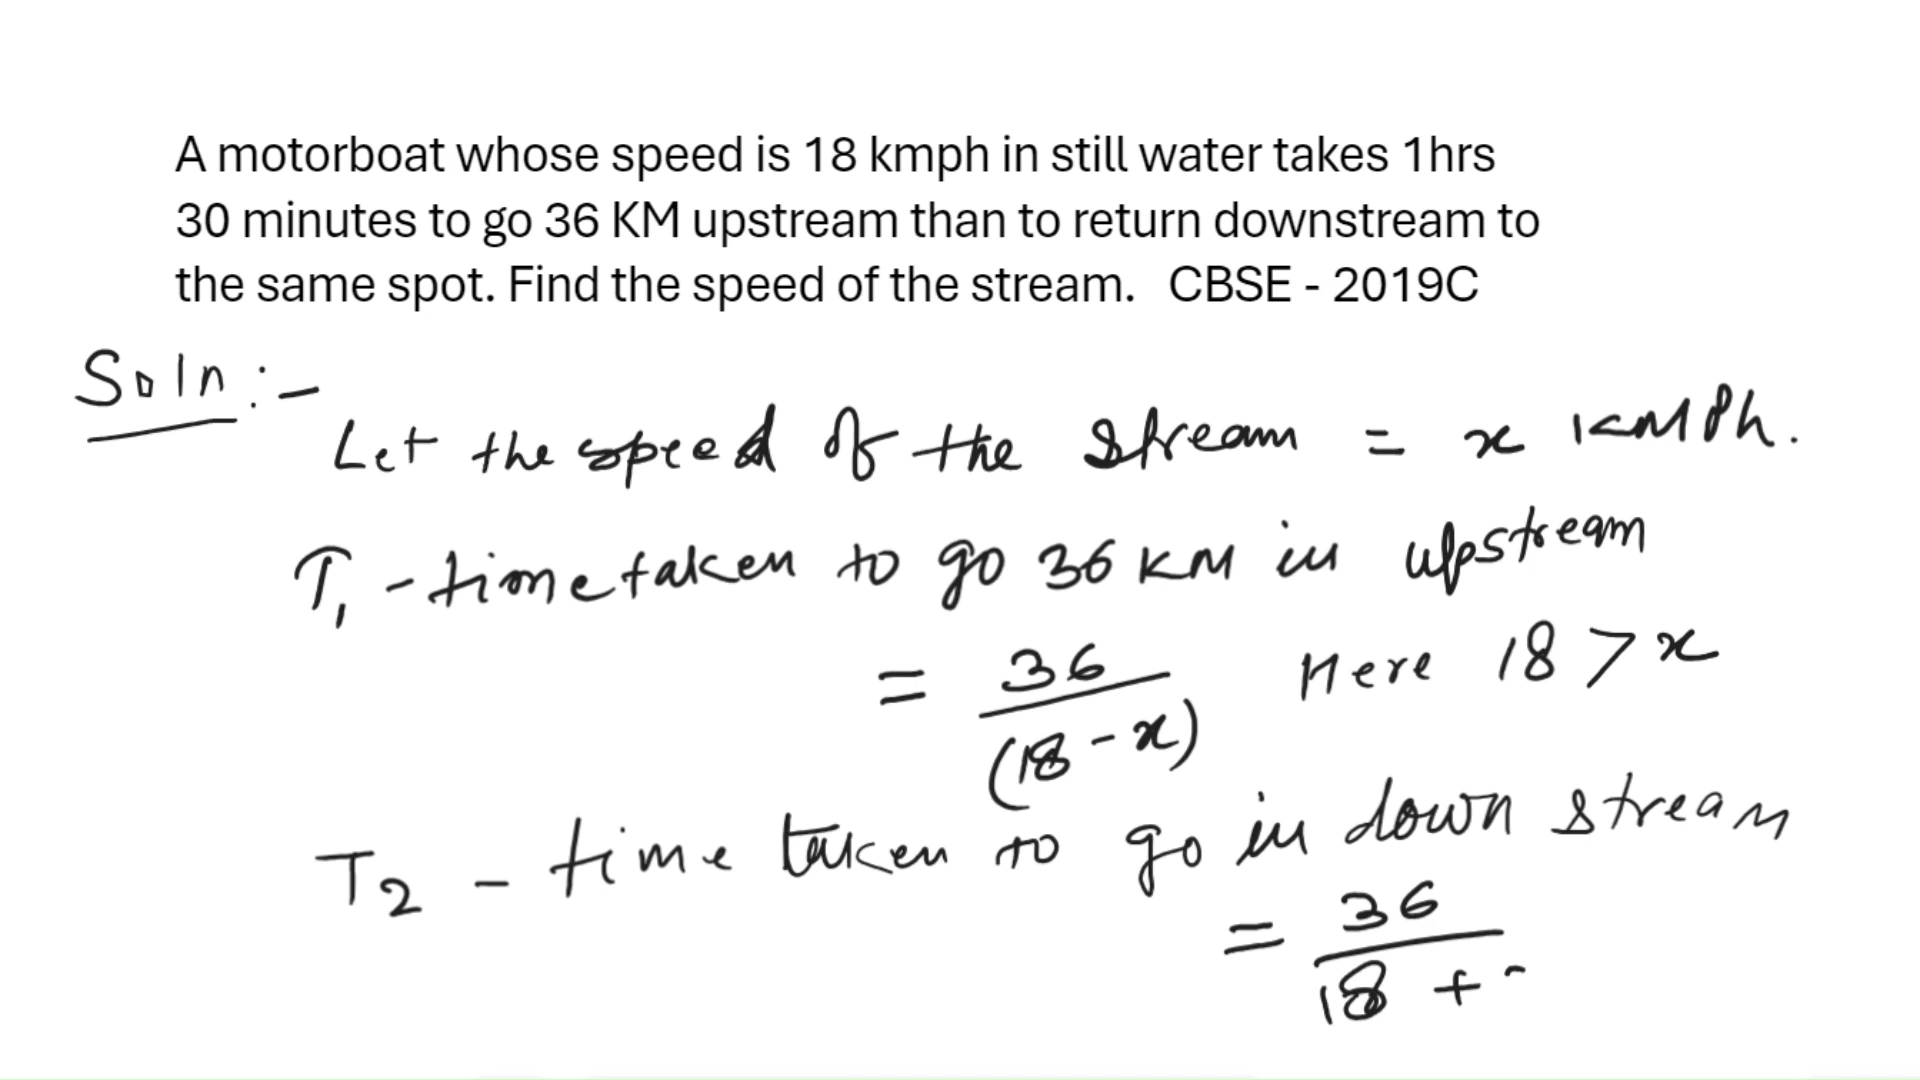 A motorboat whose speed is 18 kmph in still water takes 1hrs
30 minutes to go 36 KM upstream than to return downstream to
the same spot. Find the speed of the stream. CBSE - 2019C
Soln :-
Let the speed of the stream = x KMPh.
T₁ - time taken to go 36 KM in upstream
= 36/(18 - x) Here 18 > x
T₂ - time taken to go in down stream
= 36/18 +